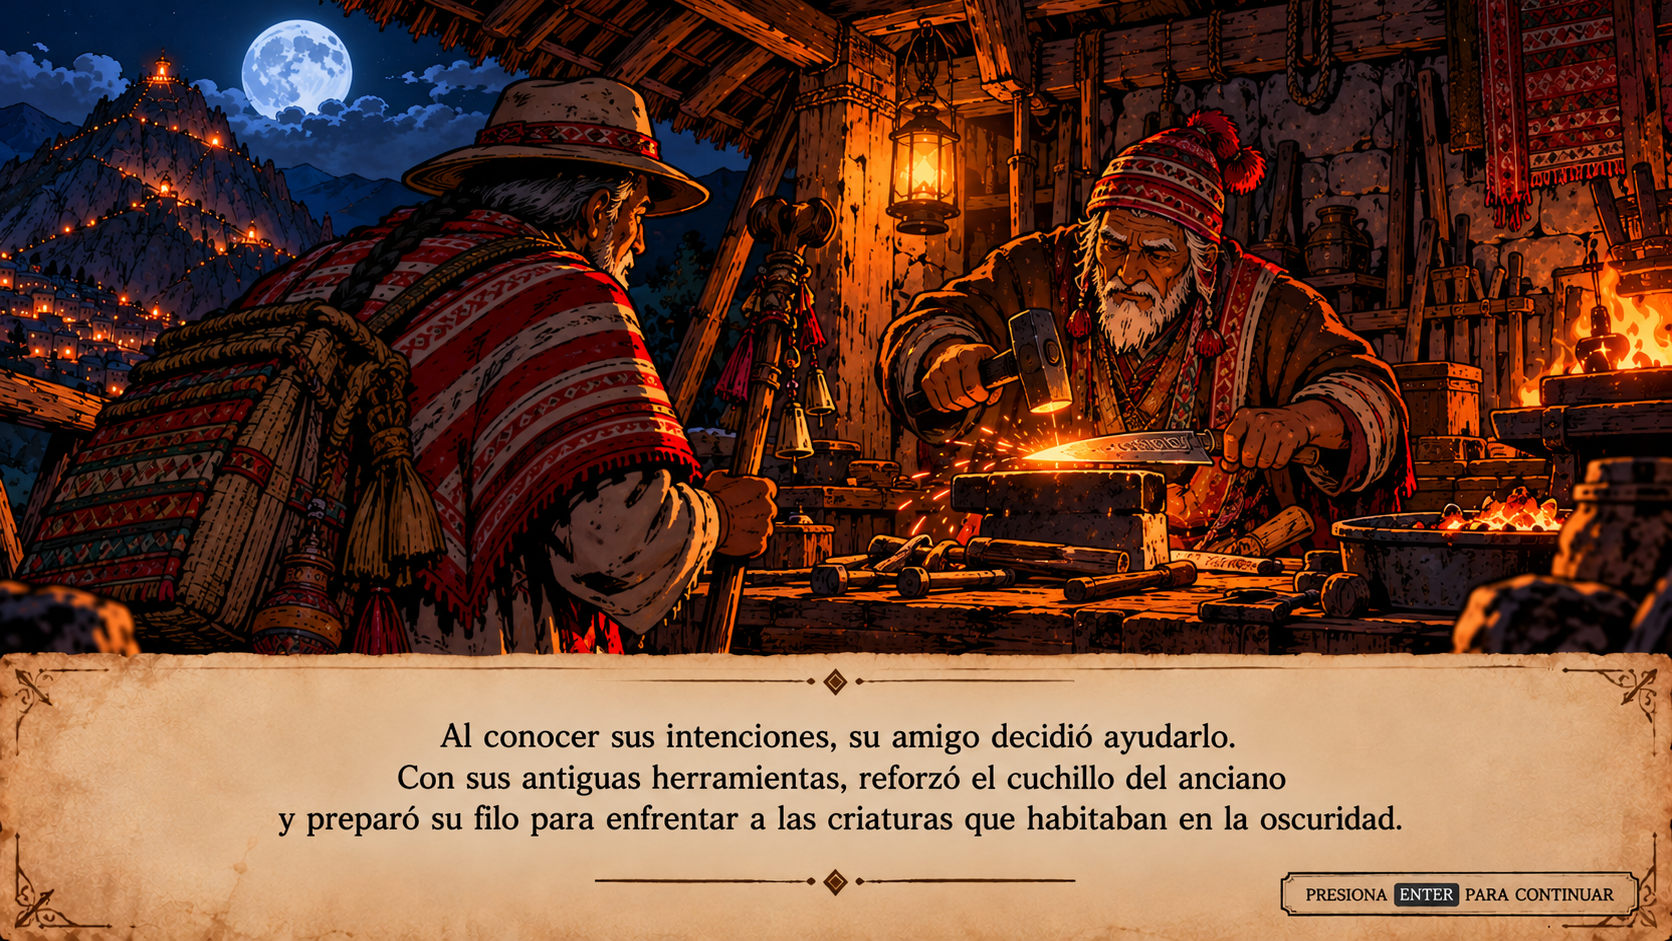 Al conocer sus intenciones, su amigo decidió ayudarlo.
Con sus antiguas herramientas, reforzó el cuchillo del anciano
y preparó su filo para enfrentar a las criaturas que habitaban en la oscuridad.
PRESIONA ENTER PARA CONTINUAR